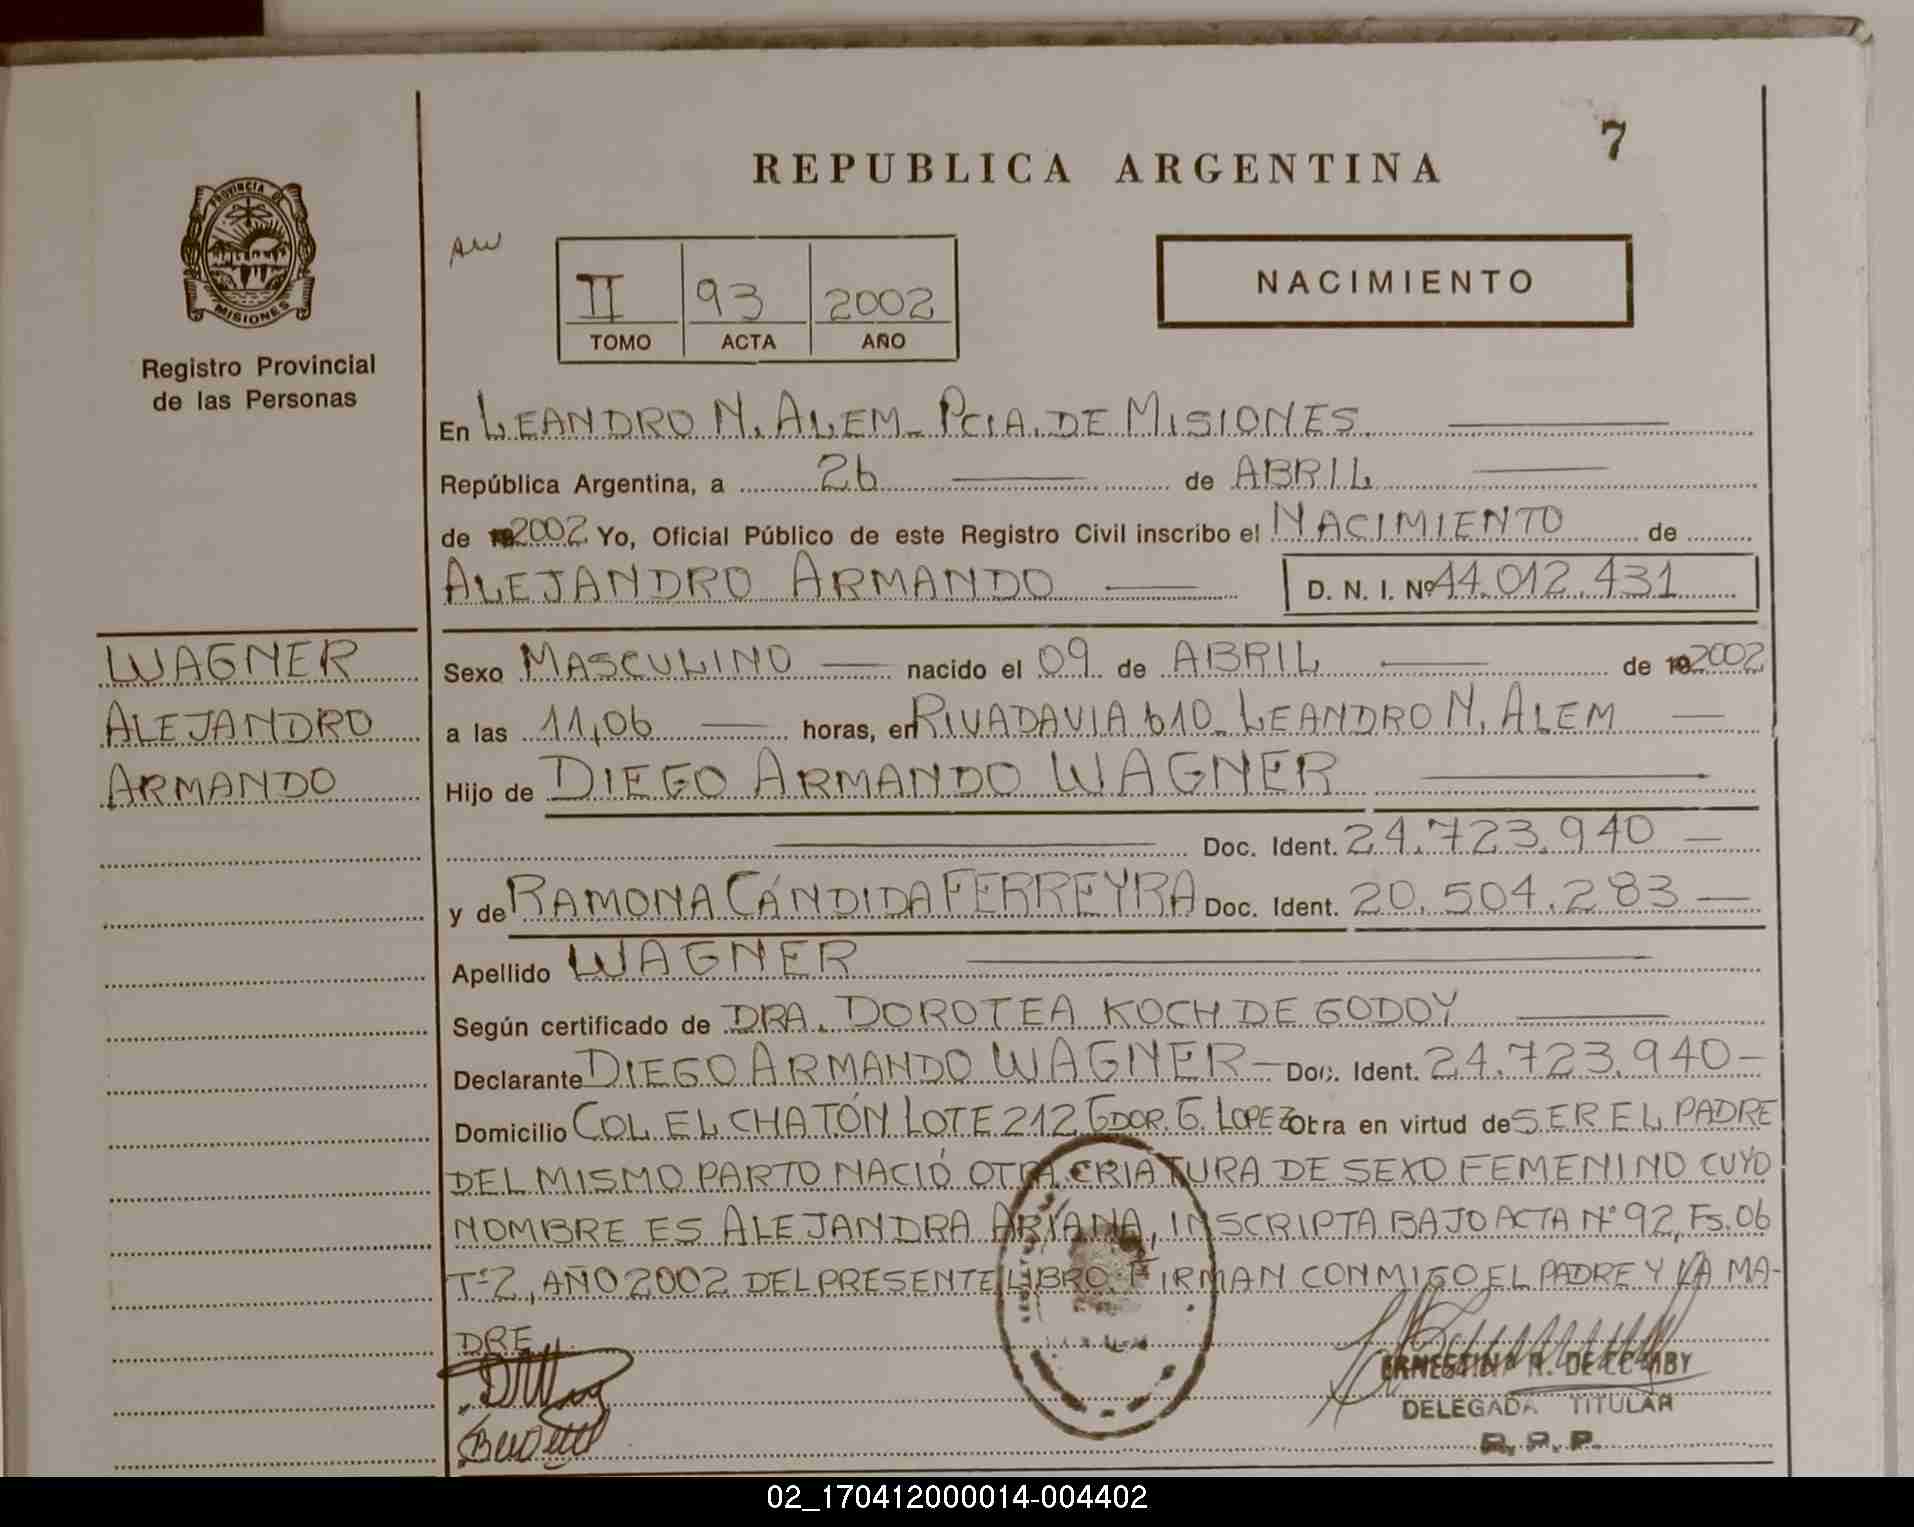 7
REPUBLICA ARGENTINA
PROVINCIA DE
MISIONES
Registro Provincial
de las Personas
AW
II 93 2002
TOMO ACTA AÑO
NACIMIENTO
En LEANDRO N. ALEM - PCIA. DE MISIONES
República Argentina, a 26 de ABRIL
de 2002 Yo, Oficial Público de este Registro Civil inscribo el NACIMIENTO de
ALEJANDRO ARMANDO D. N. I. Nº 44.012.431
WAGNER
ALEJANDRO
ARMANDO
Sexo MASCULINO nacido el 09 de ABRIL de 2002
a las 11,06 horas, en RIVADAVIA 610 - LEANDRO N. ALEM
Hijo de DIEGO ARMANDO WAGNER
Doc. Ident. 24.723.940
y de RAMONA CÁNDIDA FERREYRA Doc. Ident. 20.504.283
Apellido WAGNER
Según certificado de DRA. DOROTEA KOCH DE GODOY
Declarante DIEGO ARMANDO WAGNER - Doc. Ident. 24.723.940 -
Domicilio COL. EL CHATÓN LOTE 212 GDOR. G. LOPEZ Obra en virtud de SER EL PADRE
DEL MISMO PARTO NACIÓ OTRA CRIATURA DE SEXO FEMENINO CUYO
NOMBRE ES ALEJANDRA ARIANA, INSCRIPTA BAJO ACTA Nº 92, Fs. 06
Tº 2, AÑO 2002 DEL PRESENTE LIBRO. FIRMAN CONMIGO EL PADRE Y LA MA-
DRE
ERNESTINA R. DE
DELEGADA TITULAR
R. P. P.
02_170412000014-004402